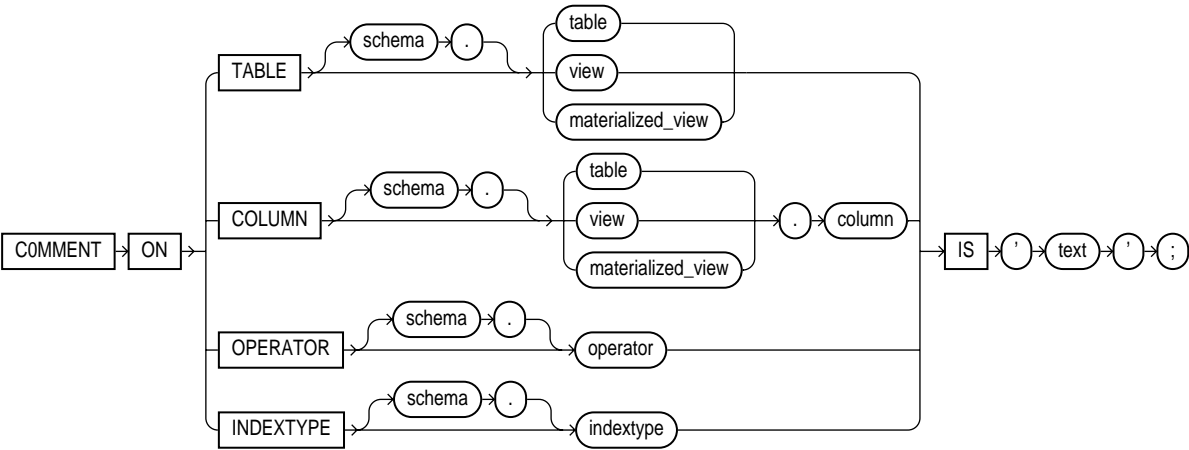 table
schema .
TABLE view
materialized_view
table
schema .
COLUMN view . column
C0MMENT ON IS ' text ' ;
materialized_view
schema .
OPERATOR operator
schema .
INDEXTYPE indextype